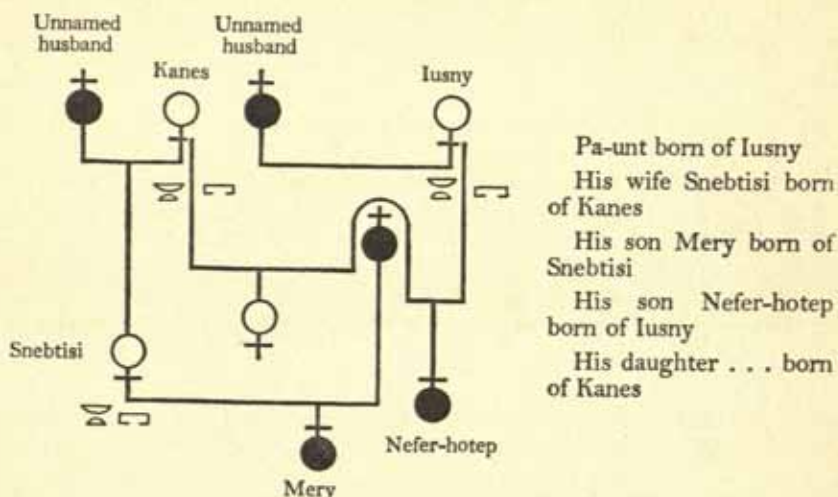 Unnamed
husband
Unnamed
husband
Kanes
Iusny
Pa-unt born of Iusny
His wife Snebtisi born
of Kanes
His son Mery born of
Snebtisi
His son Nefer-hotep
born of Iusny
His daughter . . . born
of Kanes
Snebtisi
Nefer-hotep
Mery